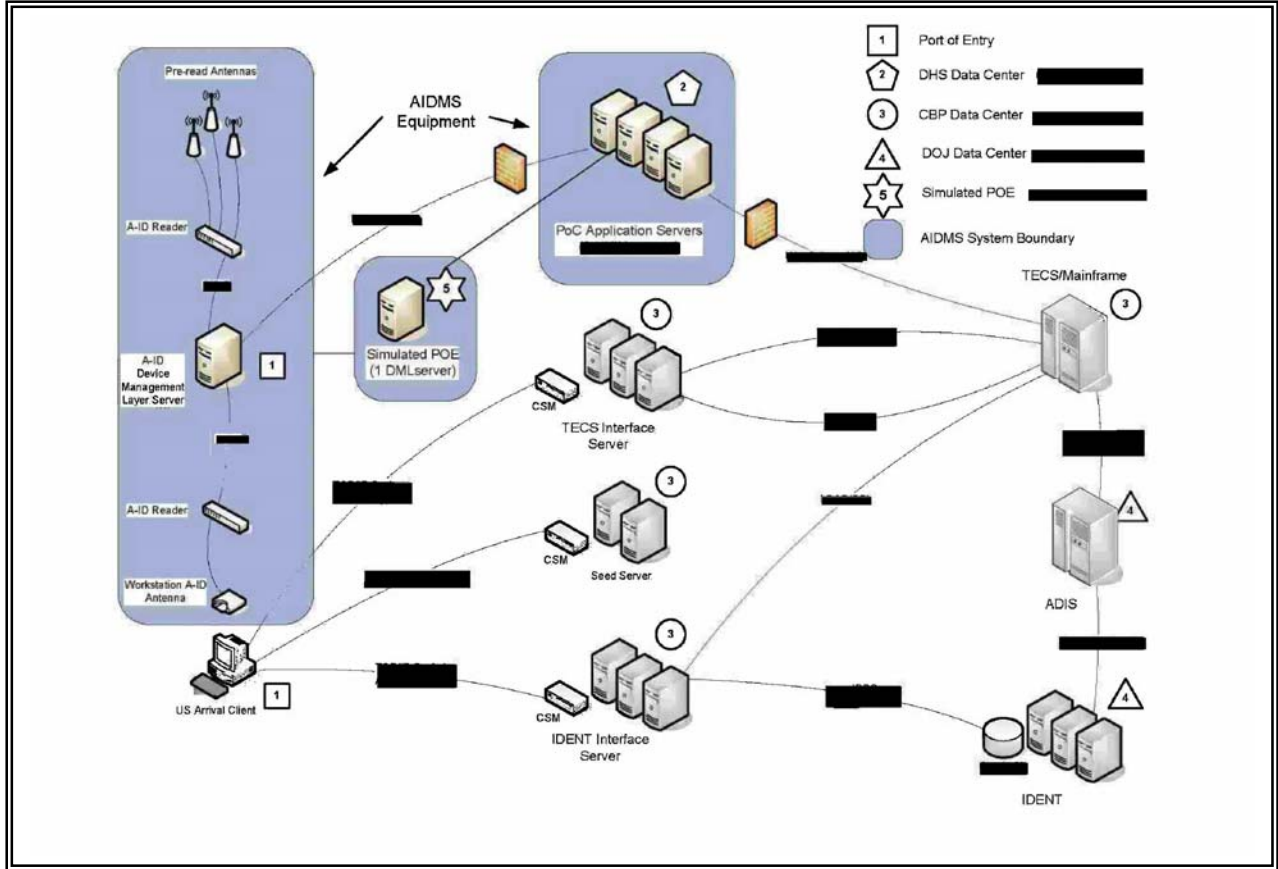 Pre-read Antennas
A-ID Reader
A-ID
Device
Management
Layer Server
1
A-ID Reader
Workstation A-ID
Antenna
US Arrival Client
1
AIDMS
Equipment
2
PoC Application Servers
5
Simulated POE
(1 DMLserver)
3
CSM
TECS Interface
Server
3
CSM
Seed Server
3
CSM
IDENT Interface
Server
1
Port of Entry
2
DHS Data Center
3
CBP Data Center
4
DOJ Data Center
5
Simulated POE
AIDMS System Boundary
TECS/Mainframe
3
4
ADIS
4
IDENT